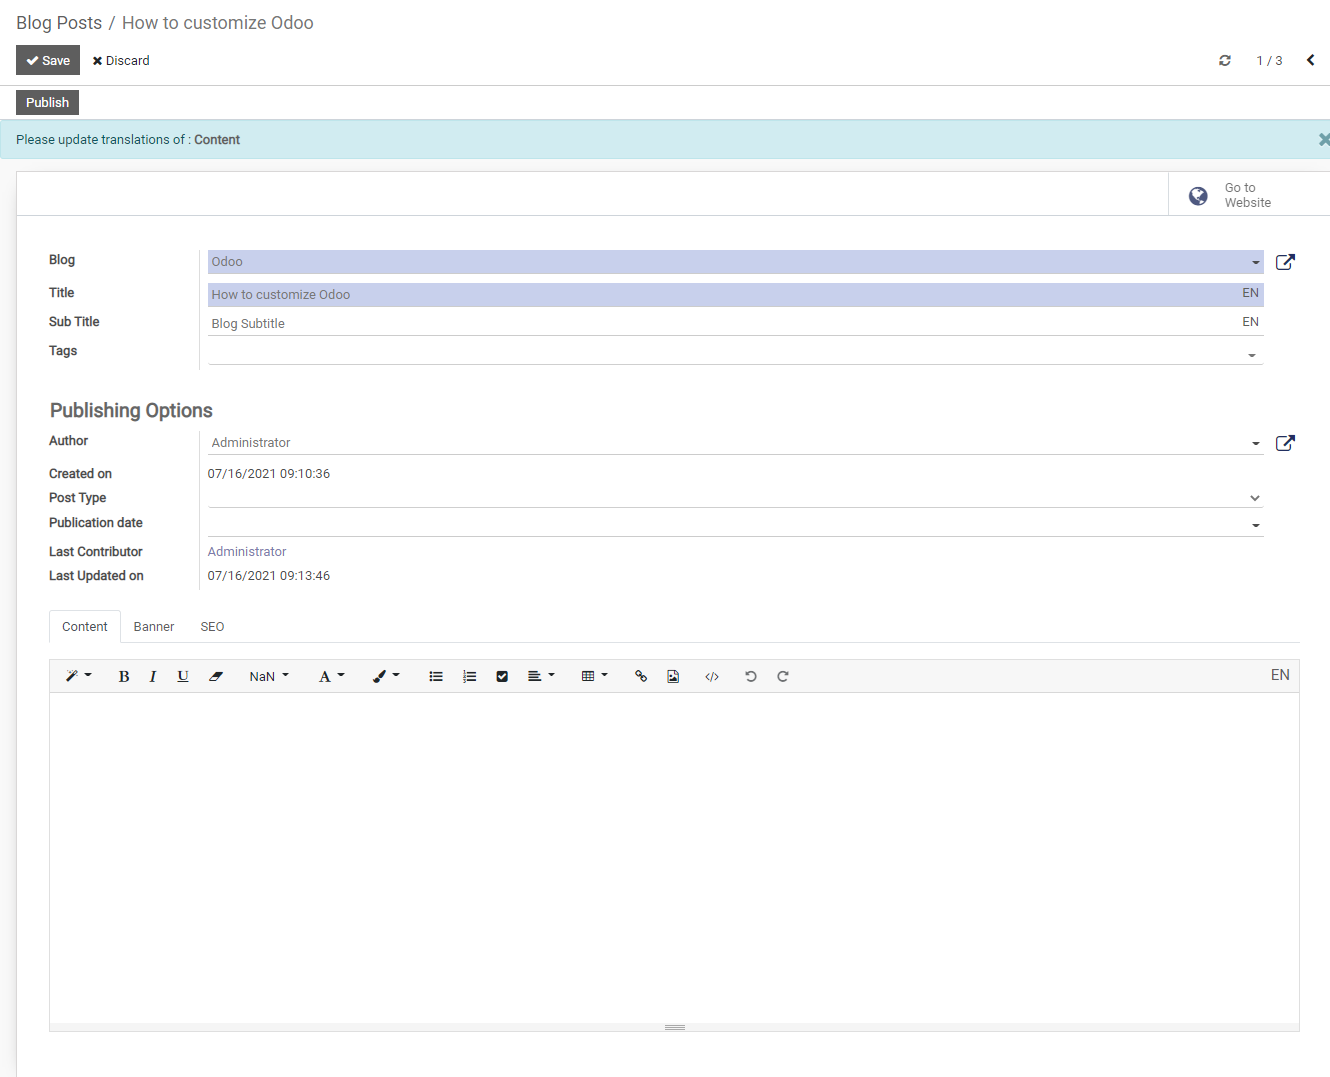 Blog Posts / How to customize Odoo
Save Discard 1 / 3
Publish
Please update translations of : Content
Go to
Website
Blog Odoo
Title How to customize Odoo EN
Sub Title Blog Subtitle EN
Tags
Publishing Options
Author Administrator
Created on 07/16/2021 09:10:36
Post Type
Publication date
Last Contributor Administrator
Last Updated on 07/16/2021 09:13:46
Content Banner SEO
B I U NaN A EN